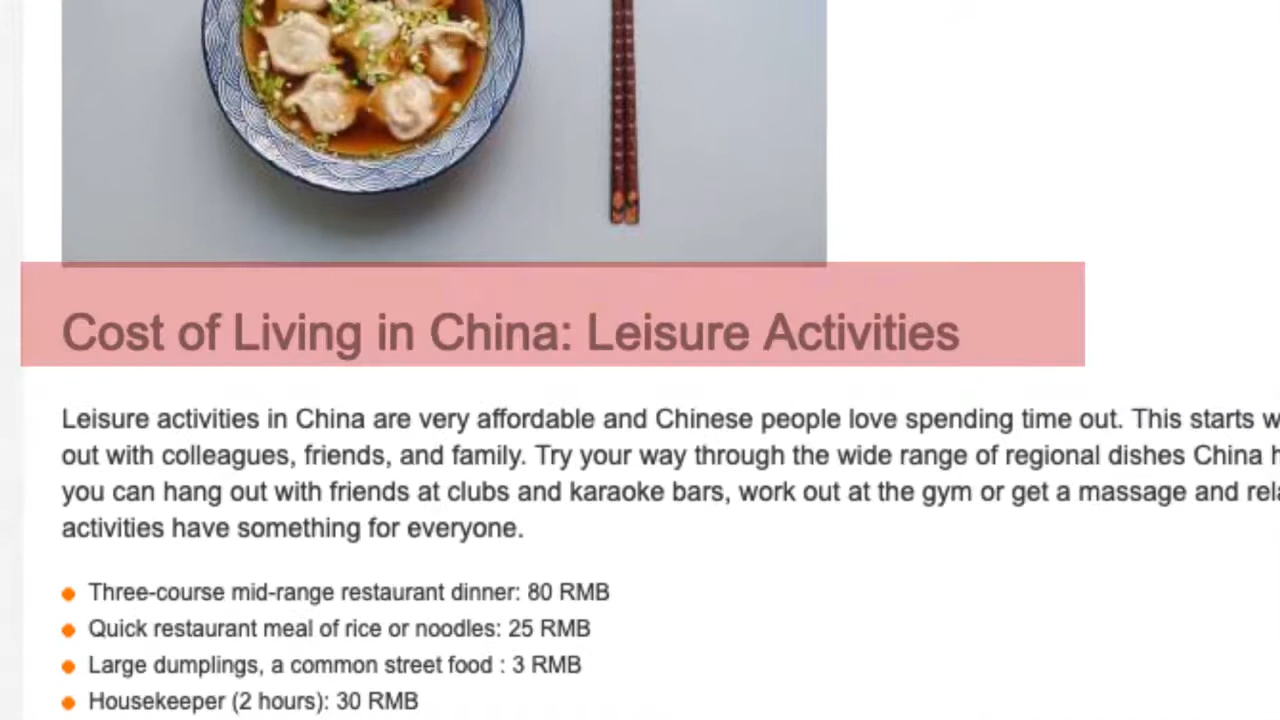 Cost of Living in China: Leisure Activities
Leisure activities in China are very affordable and Chinese people love spending time out. This starts
out with colleagues, friends, and family. Try your way through the wide range of regional dishes China
you can hang out with friends at clubs and karaoke bars, work out at the gym or get a massage and
activities have something for everyone.
Three-course mid-range restaurant dinner: 80 RMB
Quick restaurant meal of rice or noodles: 25 RMB
Large dumplings, a common street food : 3 RMB
Housekeeper (2 hours): 30 RMB